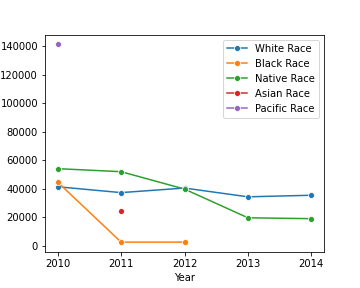 140000
120000
100000
80000
60000
40000
20000
0
White Race
Black Race
Native Race
Asian Race
Pacific Race
2010 2011 2012 2013 2014
Year